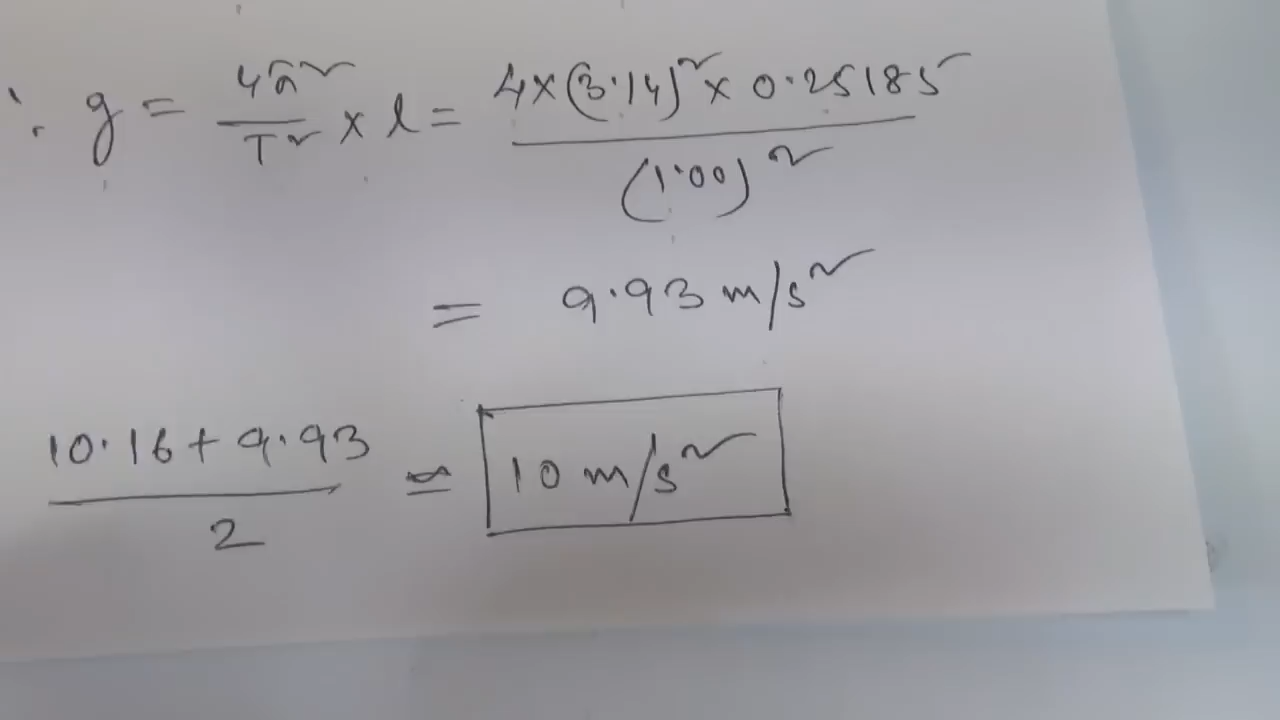 ∴ g = 4π²/T² × l = 4×(3.14)² × 0.25185/(1.00)²
= 9.93 m/s²
10.16 + 9.93/2 ≃ 10 m/s²